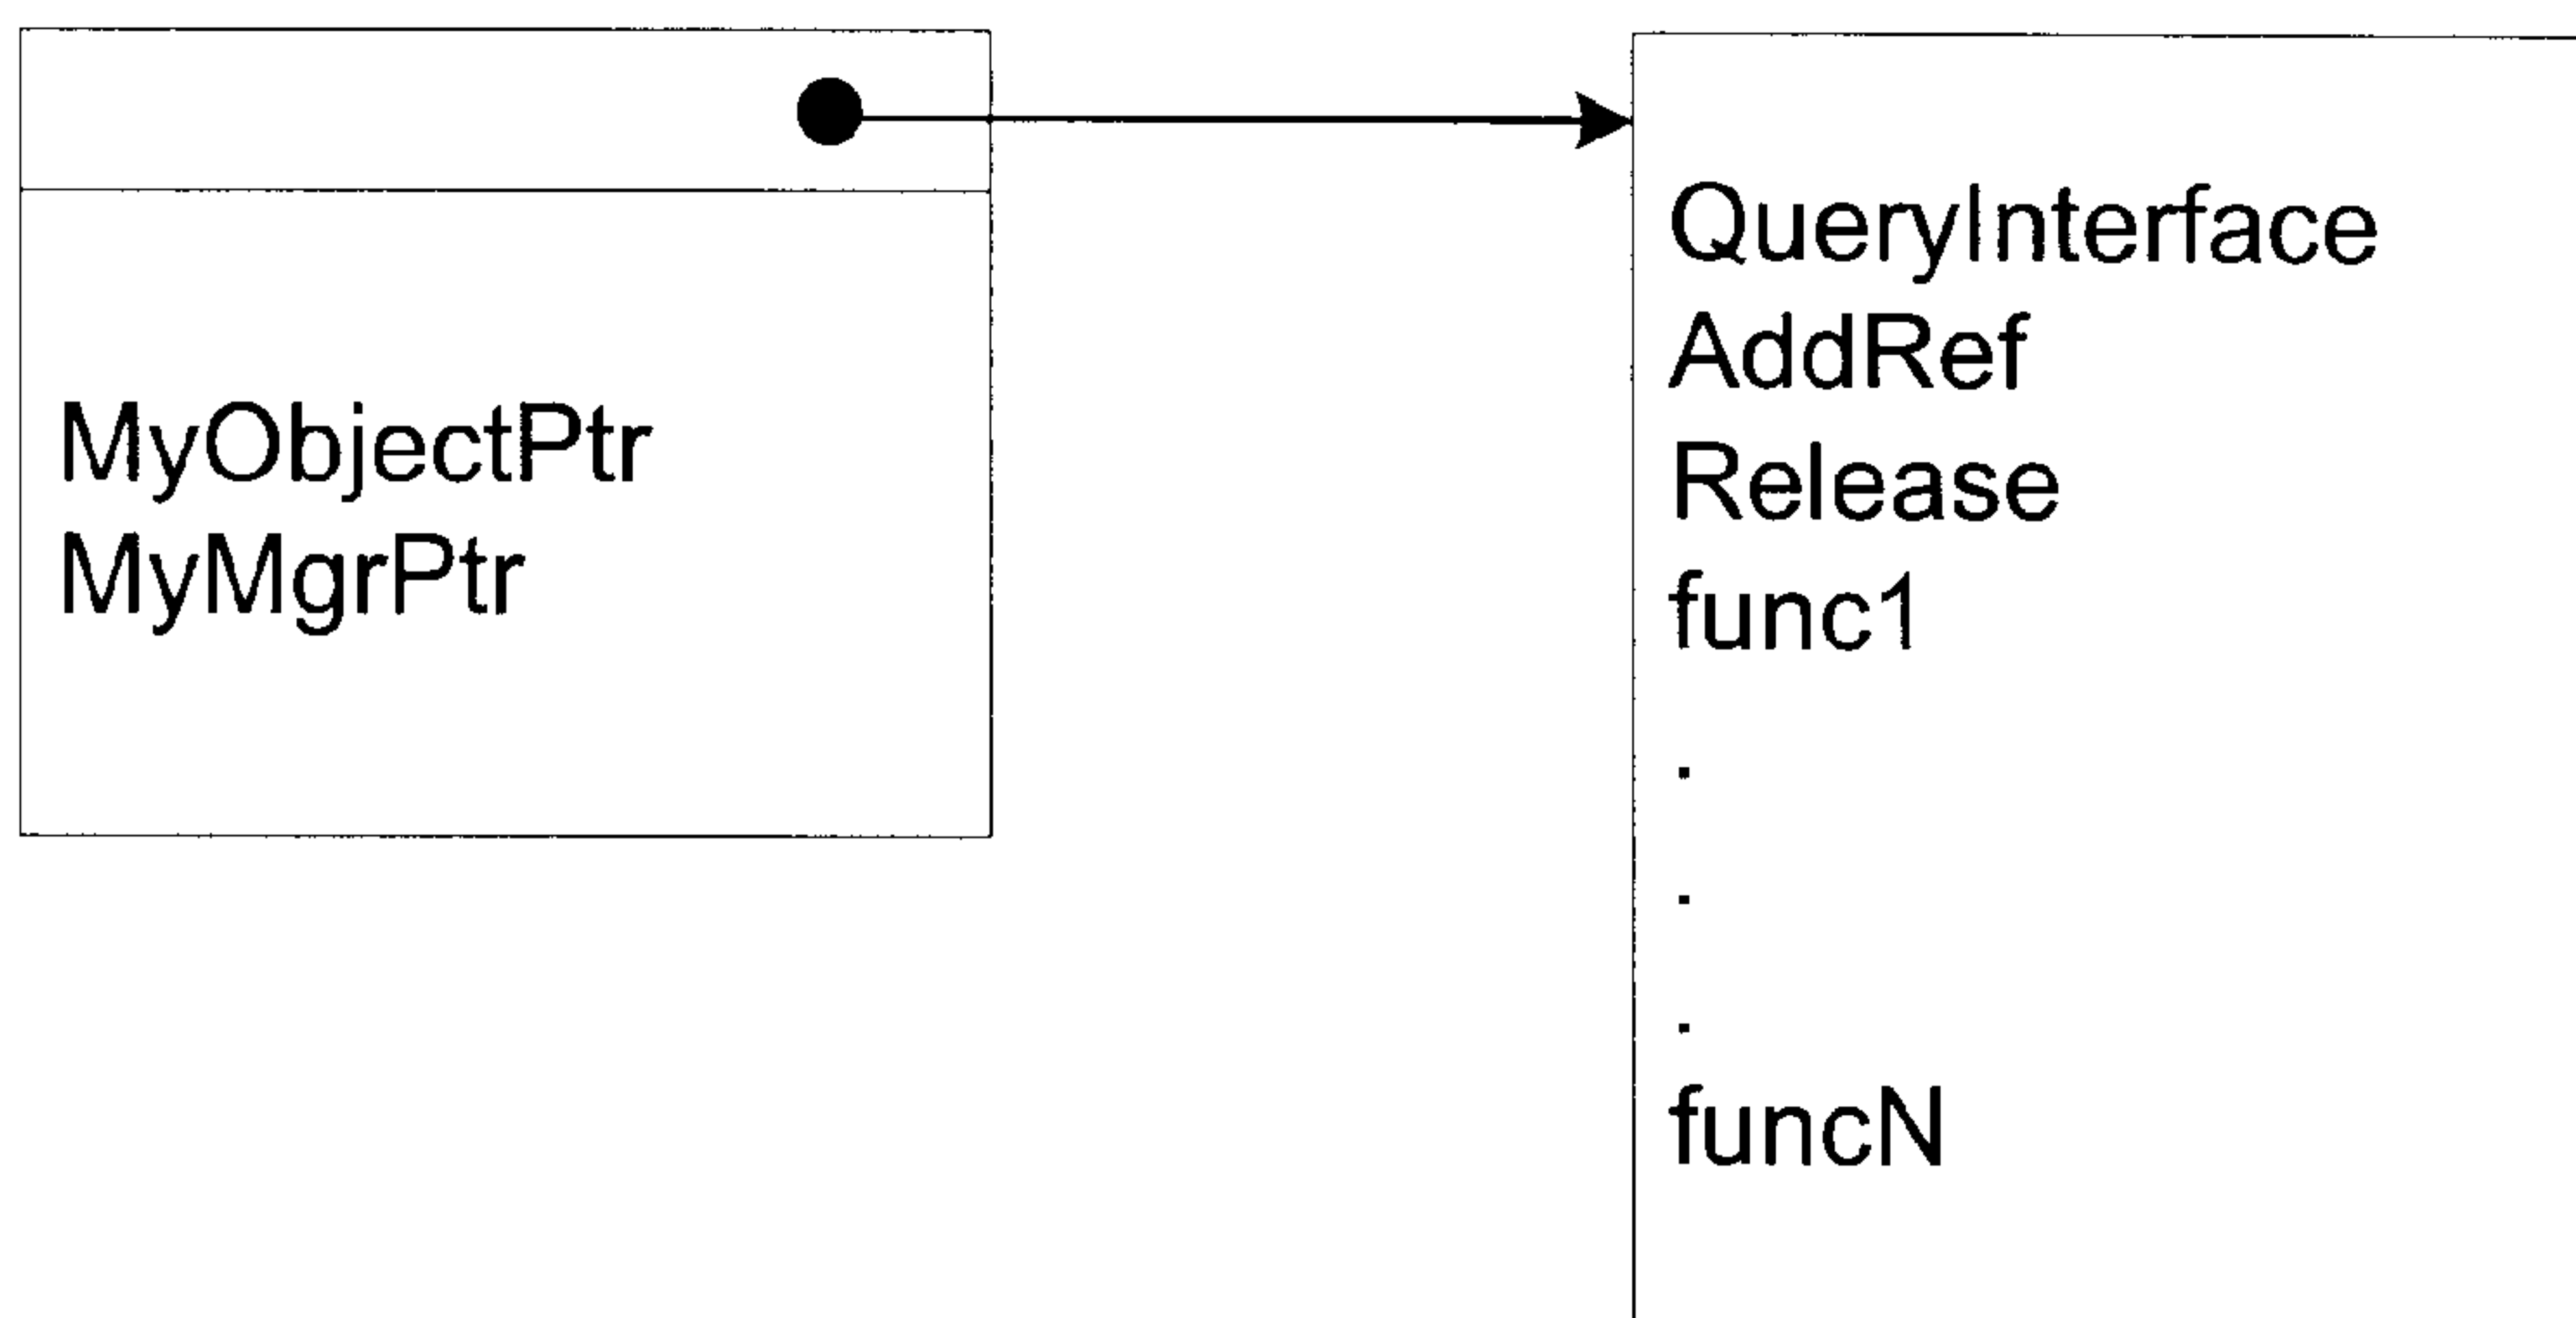 MyObjectPtr
MyMgrPtr
QueryInterface
AddRef
Release
func1
.
.
.
funcN